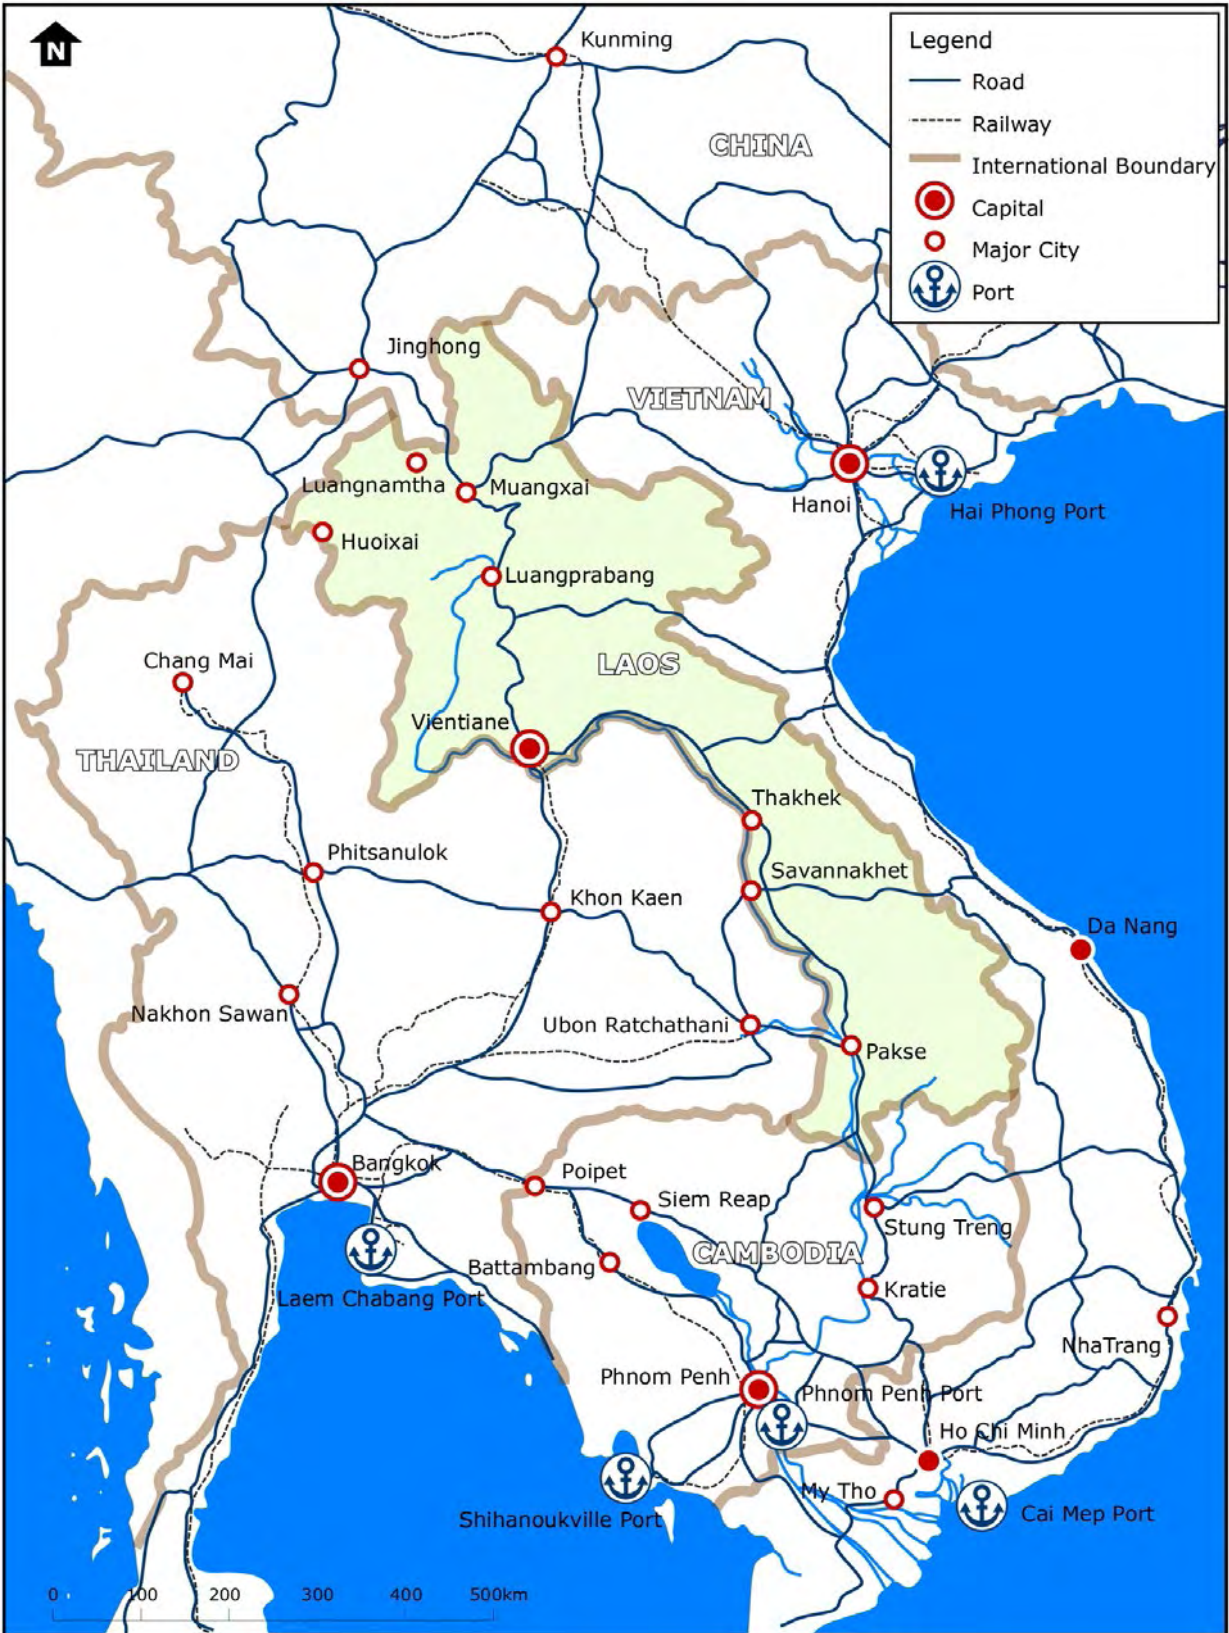 N
Kunming
Legend
Road
Railway
International Boundary
Capital
Major City
Port
CHINA
Jinghong
VIETNAM
Luangnamtha
Muangxai
Hanoi
Hai Phong Port
Huoixai
Luangprabang
Chang Mai
LAOS
Vientiane
THAILAND
Thakhek
Phitsanulok
Savannakhet
Khon Kaen
Da Nang
Nakhon Sawan
Ubon Ratchathani
Pakse
Bangkok
Poipet
Siem Reap
Stung Treng
CAMBODIA
Battambang
Kratie
Laem Chabang Port
NhaTrang
Phnom Penh
Phnom Penh Port
Ho Chi Minh
My Tho
Cai Mep Port
Shihanoukville Port
0 100 200 300 400 500km